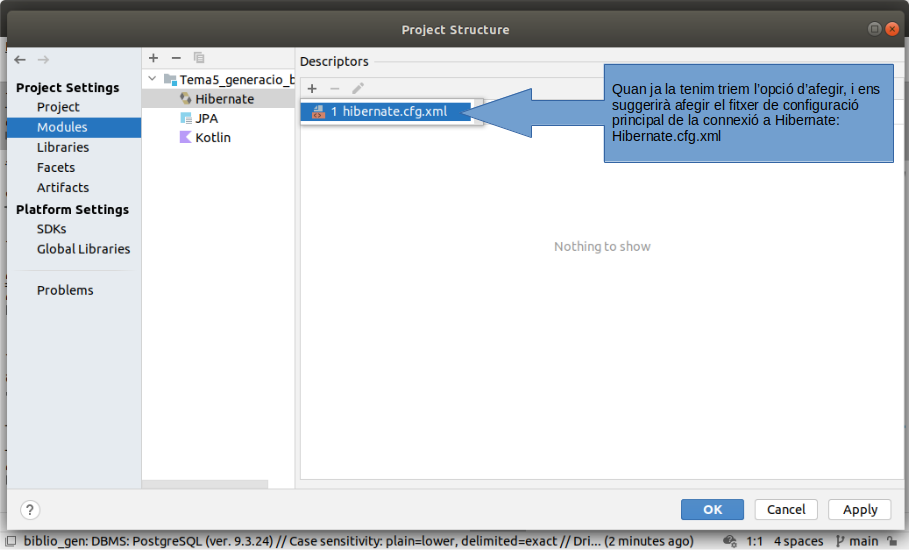 Project Structure
Project Settings
Project
Modules
Libraries
Facets
Artifacts
Platform Settings
SDKs
Global Libraries
Problems
Tema5_generacio_b
Hibernate
JPA
Kotlin
Descriptors
1 hibernate.cfg.xml
Quan ja la tenim triem l'opció d'afegir, i ens
suggerirà afegir el fitxer de configuració
principal de la connexió a Hibernate:
Hibernate.cfg.xml
Nothing to show
?
OK
Cancel
Apply
biblio_gen: DBMS: PostgreSQL (ver. 9.3.24) // Case sensitivity: plain=lower, delimited=exact // Dri... (2 minutes ago)
1:1
4 spaces
main